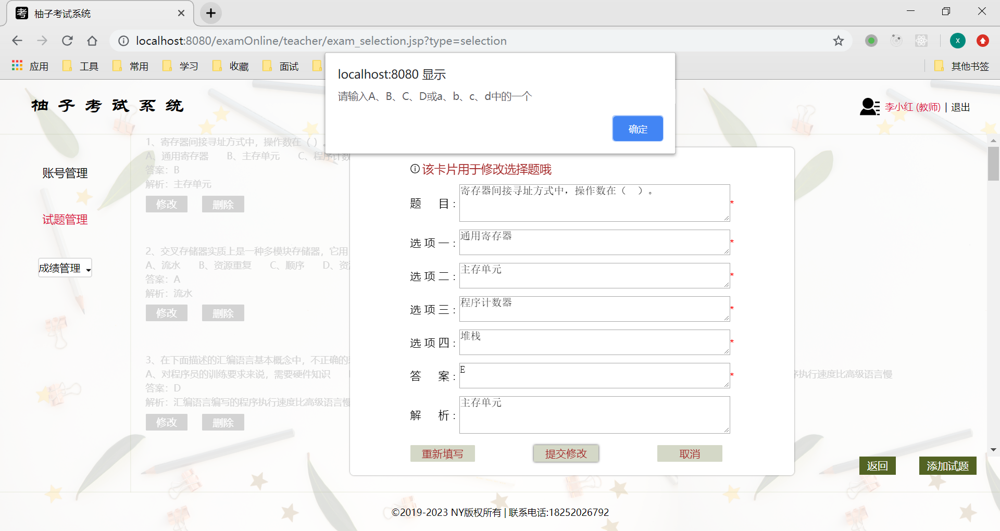 柚子考试系统
localhost:8080/examOnline/teacher/exam_selection.jsp?type=selection
X
应用 工具 常用 学习 收藏 面试 其他书签
localhost:8080 显示
请输入A、B、C、D或a、b、c、d中的一个
确定
柚子考试系统
李小红 (教师) | 退出
账号管理
试题管理
成绩管理
1、寄存器间接寻址方式中，操作数在（ ）。
A、通用寄存器 B、主存单元 C、程序计数
答案：B
解析：主存单元
修改 删除
2、交叉存储器实质上是一种多模块存储器，它用
A、流水 B、资源重复 C、顺序 D、资
答案：A
解析：流水
修改 删除
3、在下面描述的汇编语言基本概念中，不正确的
A、对程序员的训练要求来说，需要硬件知识 序执行速度比高级语言慢
答案：D
解析：汇编语言编写的程序执行速度比高级语言慢
修改 删除
该卡片用于修改选择题哦
题 目： 寄存器间接寻址方式中，操作数在（ ）。 *
选项一： 通用寄存器 *
选项二： 主存单元 *
选项三： 程序计数器 *
选项四： 堆栈 *
答 案： E *
解 析： 主存单元
重新填写 提交修改 取消
返回 添加试题
©2019-2023 NY版权所有 | 联系电话:18252026792